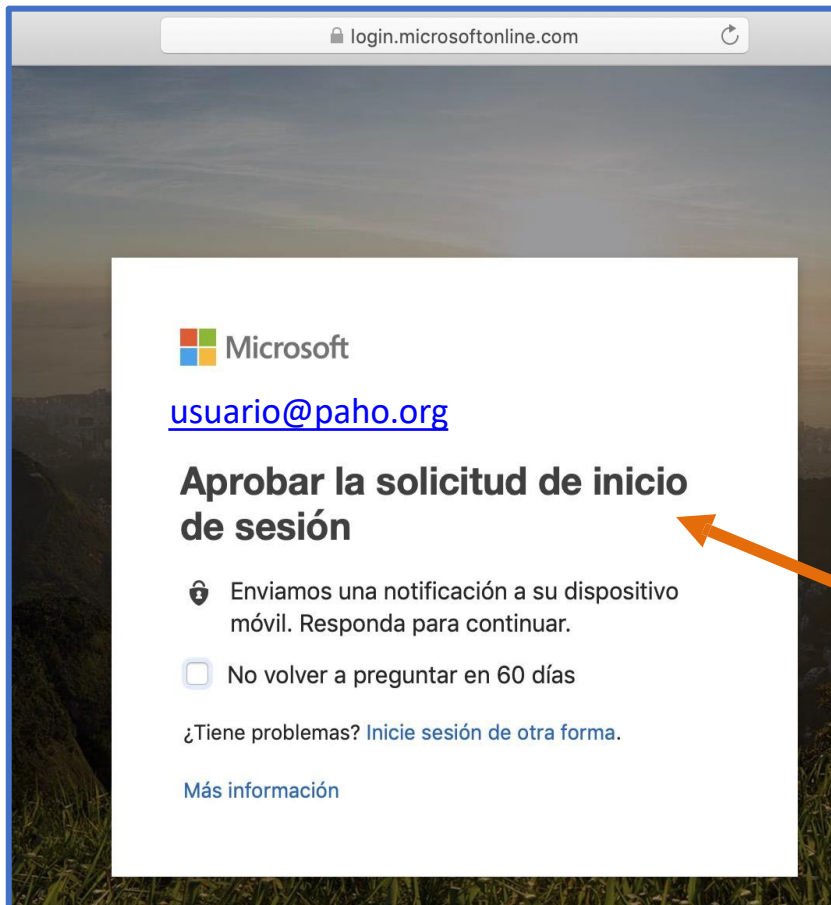 login.microsoftonline.com
Microsoft
usuario@paho.org
Aprobar la solicitud de inicio
de sesión
Enviamos una notificación a su dispositivo
móvil. Responda para continuar.
No volver a preguntar en 60 días
¿Tiene problemas? Inicie sesión de otra forma.
Más información